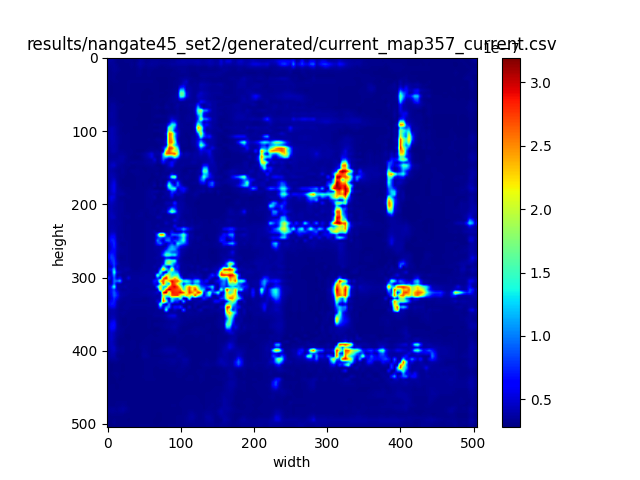 results/nangate45_set2/generated/current_map357_current.csv
1e−7
0
100
200
300
400
500
height
0 100 200 300 400 500
width
3.0
2.5
2.0
1.5
1.0
0.5